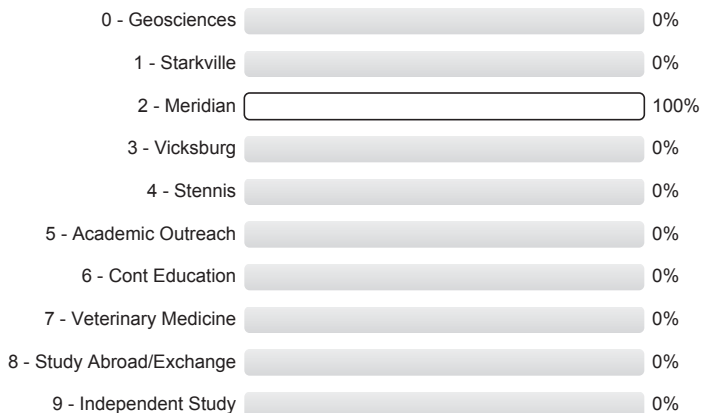 0 - Geosciences 0%
1 - Starkville 0%
2 - Meridian 100%
3 - Vicksburg 0%
4 - Stennis 0%
5 - Academic Outreach 0%
6 - Cont Education 0%
7 - Veterinary Medicine 0%
8 - Study Abroad/Exchange 0%
9 - Independent Study 0%